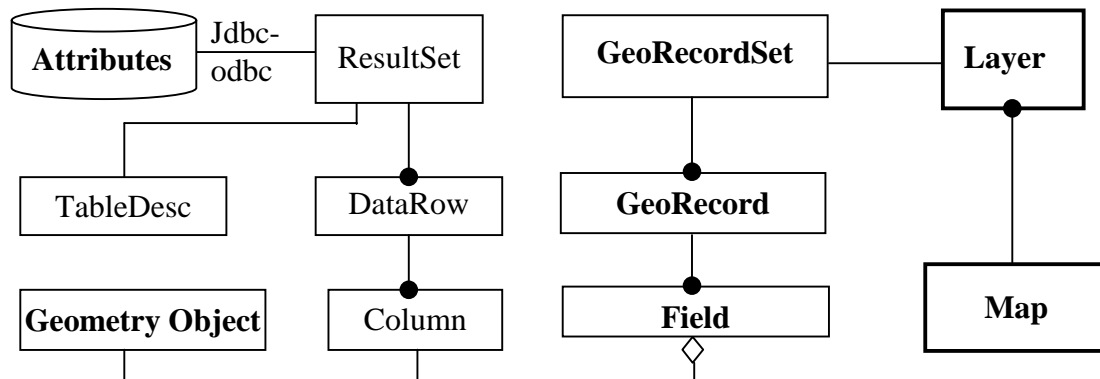 Attributes
Jdbc-
odbc
ResultSet
GeoRecordSet
Layer
TableDesc
DataRow
GeoRecord
Geometry Object
Column
Field
Map